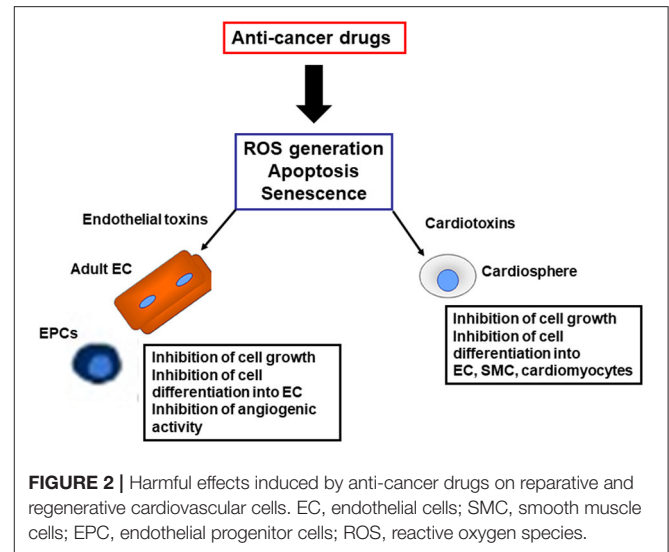 Anti-cancer drugs
ROS generation
Apoptosis
Senescence
Endothelial toxins
Cardiotoxins
Adult EC
Cardiosphere
EPCs
Inhibition of cell growth
Inhibition of cell
differentiation into EC
Inhibition of angiogenic
activity
Inhibition of cell growth
Inhibition of cell
differentiation into
EC, SMC, cardiomyocytes
FIGURE 2 | Harmful effects induced by anti-cancer drugs on reparative and
regenerative cardiovascular cells. EC, endothelial cells; SMC, smooth muscle
cells; EPC, endothelial progenitor cells; ROS, reactive oxygen species.